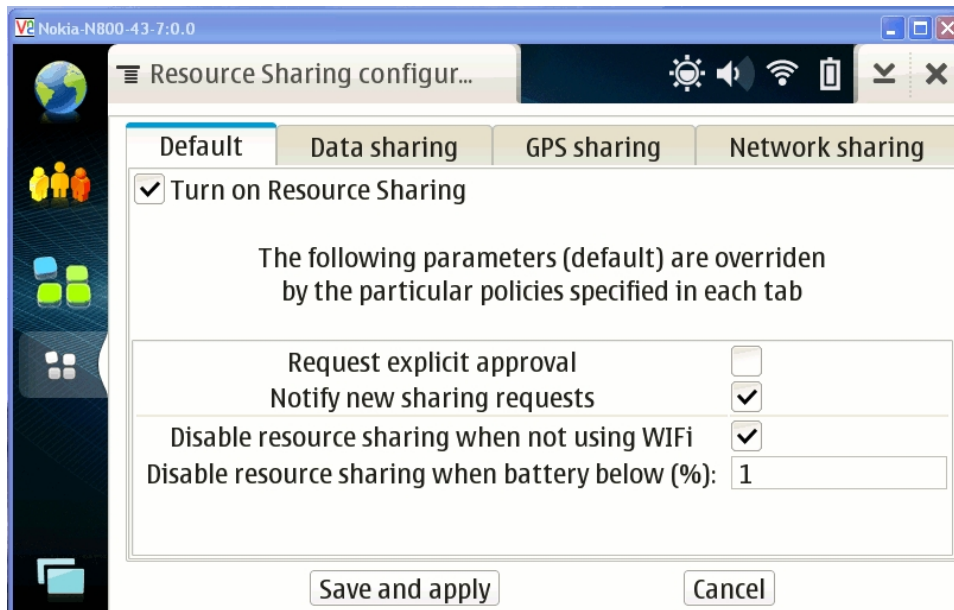 Nokia-N800-43-7:0.0
Resource Sharing configur...
Default Data sharing GPS sharing Network sharing
Turn on Resource Sharing
The following parameters (default) are overriden
by the particular policies specified in each tab
Request explicit approval
Notify new sharing requests
Disable resource sharing when not using WIFi
Disable resource sharing when battery below (%): 1
Save and apply Cancel